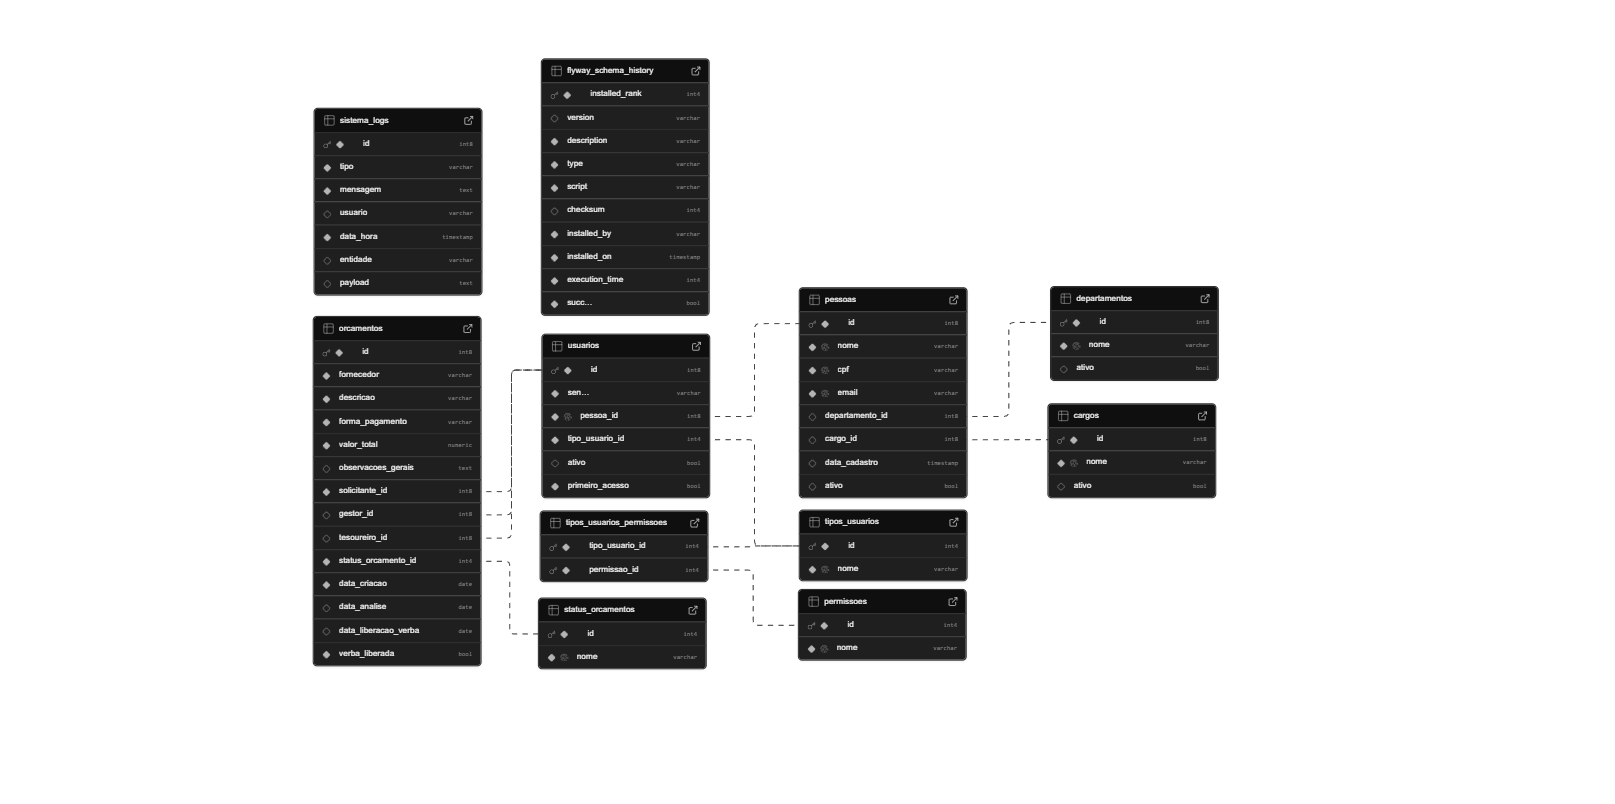 sistema_logs
id int8
tipo varchar
mensagem text
usuario varchar
data_hora timestamp
entidade varchar
payload text
orcamentos
id int8
fornecedor varchar
descricao varchar
forma_pagamento varchar
valor_total numeric
observacoes_gerais text
solicitante_id int8
gestor_id int8
tesoureiro_id int8
status_orcamento_id int4
data_criacao date
data_analise date
data_liberacao_verba date
verba_liberada bool
flyway_schema_history
installed_rank int4
version varchar
description varchar
type varchar
script varchar
checksum int4
installed_by varchar
installed_on timestamp
execution_time int4
succ... bool
usuarios
id int8
sen... varchar
pessoa_id int8
tipo_usuario_id int4
ativo bool
primeiro_acesso bool
tipos_usuarios_permissoes
tipo_usuario_id int4
permissao_id int4
status_orcamentos
id int4
nome varchar
pessoas
id int8
nome varchar
cpf varchar
email varchar
departamento_id int8
cargo_id int8
data_cadastro timestamp
ativo bool
tipos_usuarios
id int4
nome varchar
permissoes
id int4
nome varchar
departamentos
id int8
nome varchar
ativo bool
cargos
id int8
nome varchar
ativo bool